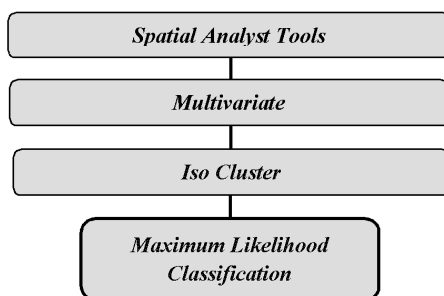 Spatial Analyst Tools
Multivariate
Iso Cluster
Maximum Likelihood
Classification